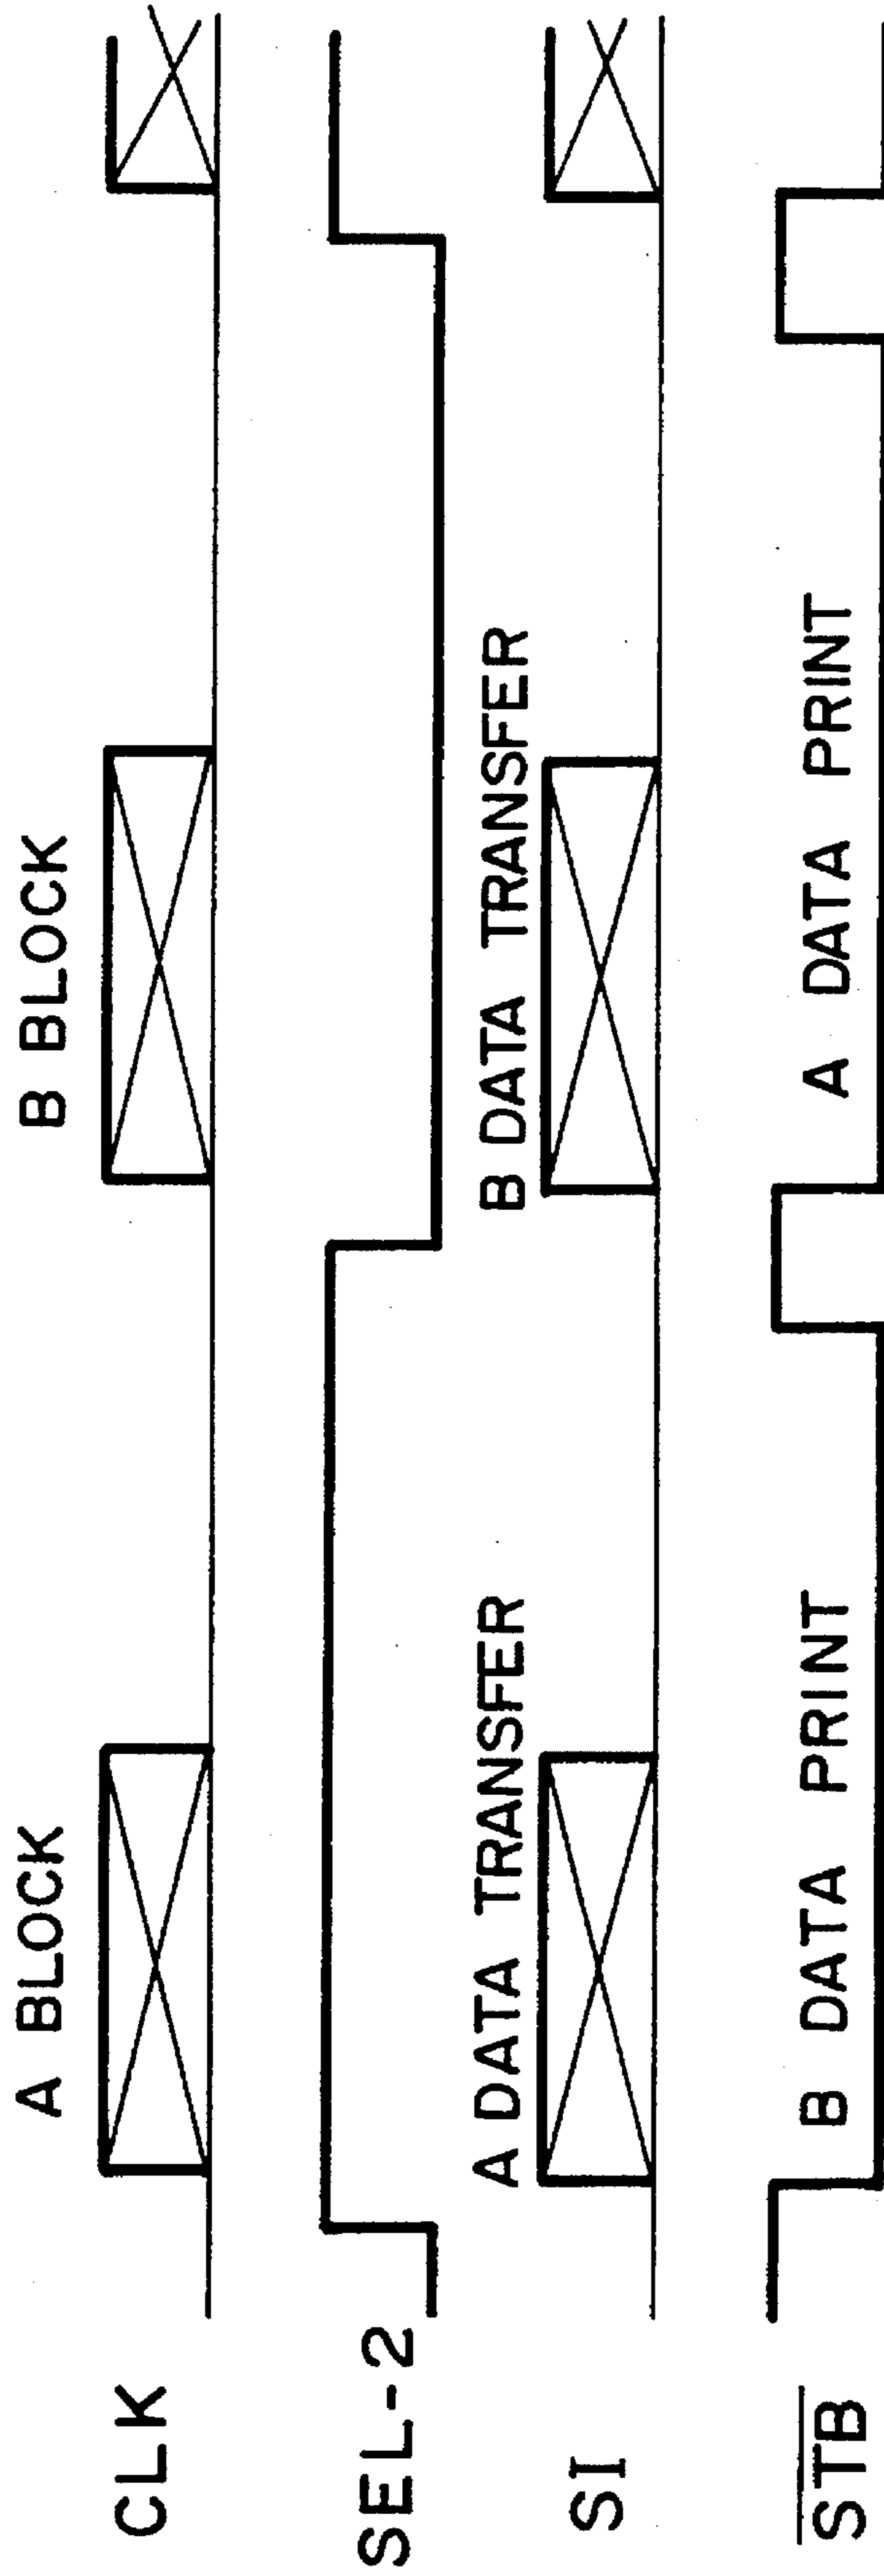 A BLOCK
B BLOCK
CLK
SEL-2
A DATA TRANSFER
B DATA TRANSFER
SI
B DATA PRINT
A DATA PRINT
STB